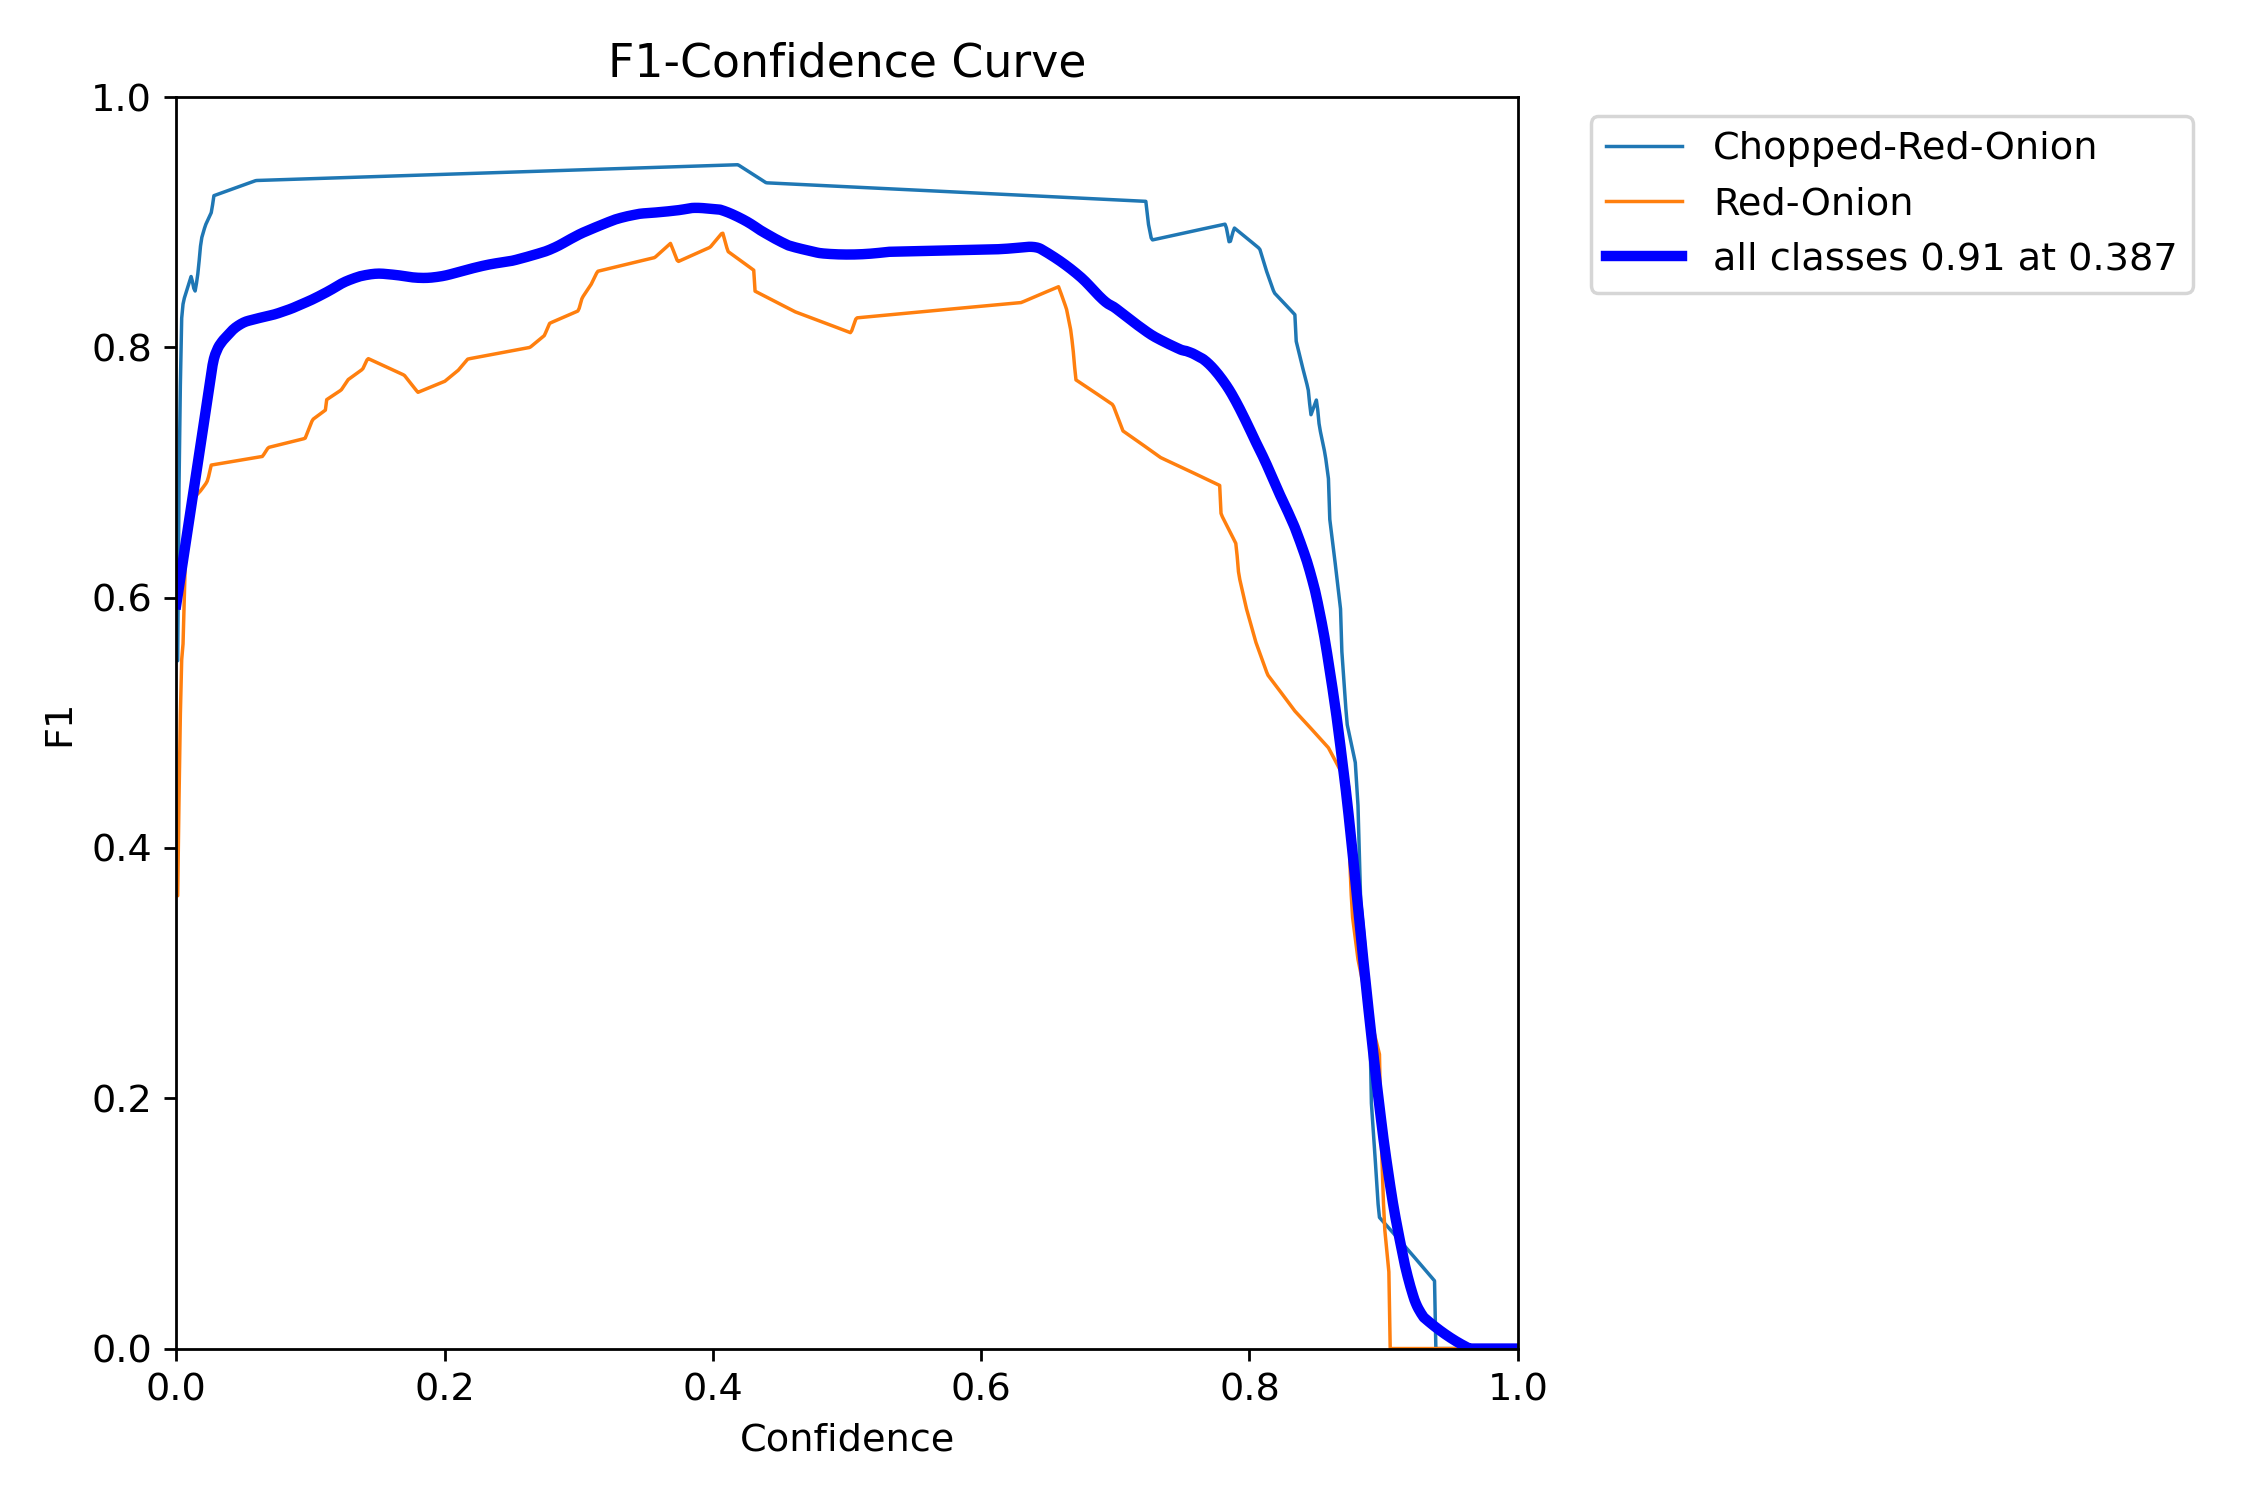 F1-Confidence Curve
1.0
0.8
0.6
0.4
0.2
0.0
F1
0.0 0.2 0.4 0.6 0.8 1.0
Confidence
Chopped-Red-Onion
Red-Onion
all classes 0.91 at 0.387